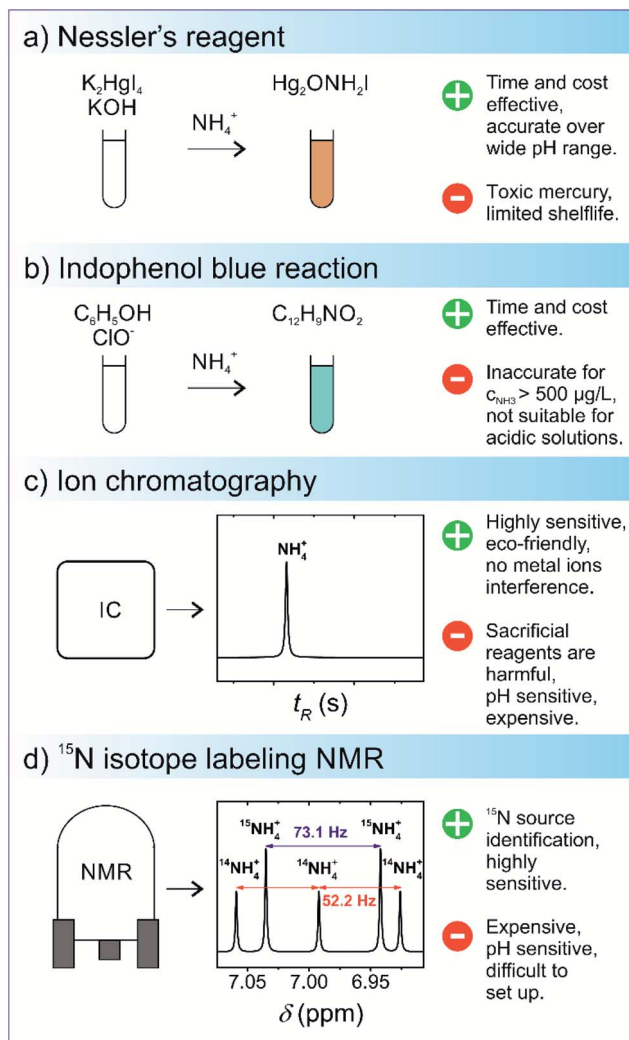 a) Nessler's reagent
K₂HgI₄
KOH
NH₄⁺
Hg₂ONH₂I
Time and cost
effective,
accurate over
wide pH range.
Toxic mercury,
limited shelflife.
b) Indophenol blue reaction
C₆H₅OH
ClO⁻
NH₄⁺
C₁₂H₉NO₂
Time and cost
effective.
Inaccurate for
c_NH3 > 500 µg/L,
not suitable for
acidic solutions.
c) Ion chromatography
IC
NH₄⁺
t_R (s)
Highly sensitive,
eco-friendly,
no metal ions
interference.
Sacrificial
reagents are
harmful,
pH sensitive,
expensive.
d) ¹⁵N isotope labeling NMR
NMR
¹⁵NH₄⁺ ¹⁵NH₄⁺
73.1 Hz
¹⁴NH₄⁺ ¹⁴NH₄⁺ ¹⁴NH₄⁺
52.2 Hz
7.05 7.00 6.95
δ (ppm)
¹⁵N source
identification,
highly
sensitive.
Expensive,
pH sensitive,
difficult to
set up.